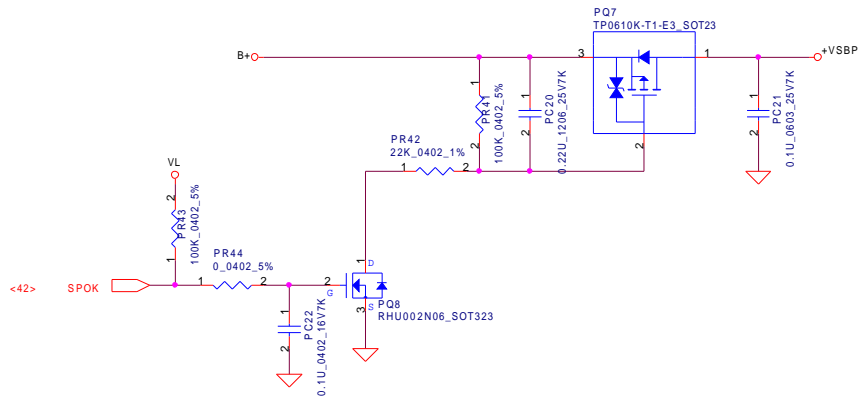 PQ7
TP0610K-T1-E3_SOT23
B+
3
1
+VSBP
1
PR41
100K_0402_5%
2
1
PC20
0.22U_1206_25V7K
2
2
1
PC21
0.1U_0603_25V7K
2
PR42
22K_0402_1%
1
2
VL
2
PR43
100K_0402_5%
1
PR44
0_0402_5%
<42>
SPOK
1
2
1
D
2
G
S
3
PQ8
RHU002N06_SOT323
1
PC22
0.1U_0402_16V7K
2